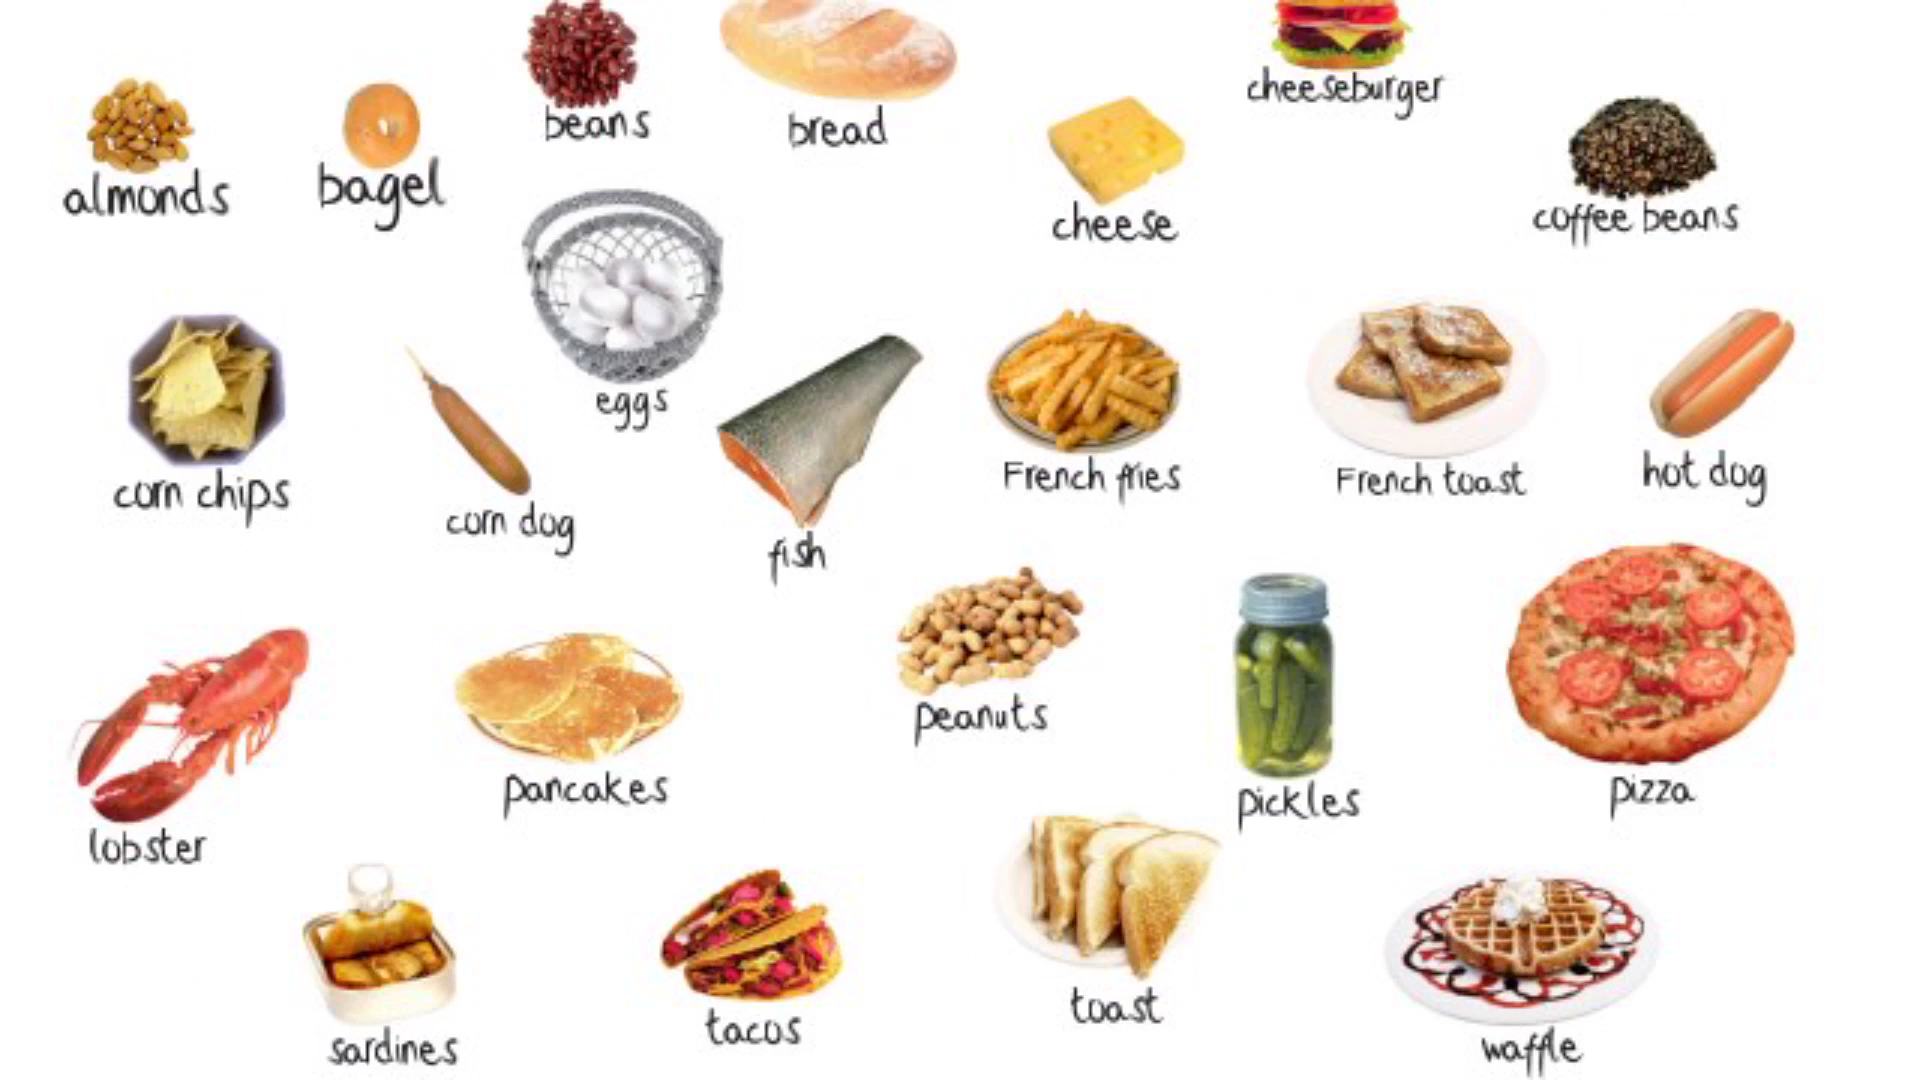 cheeseburger
beans
bread
almonds
bagel
cheese
coffee beans
eggs
corn chips
corn dog
fish
French fries
French toast
hot dog
peanuts
lobster
pancakes
pickles
pizza
sardines
tacos
toast
waffle